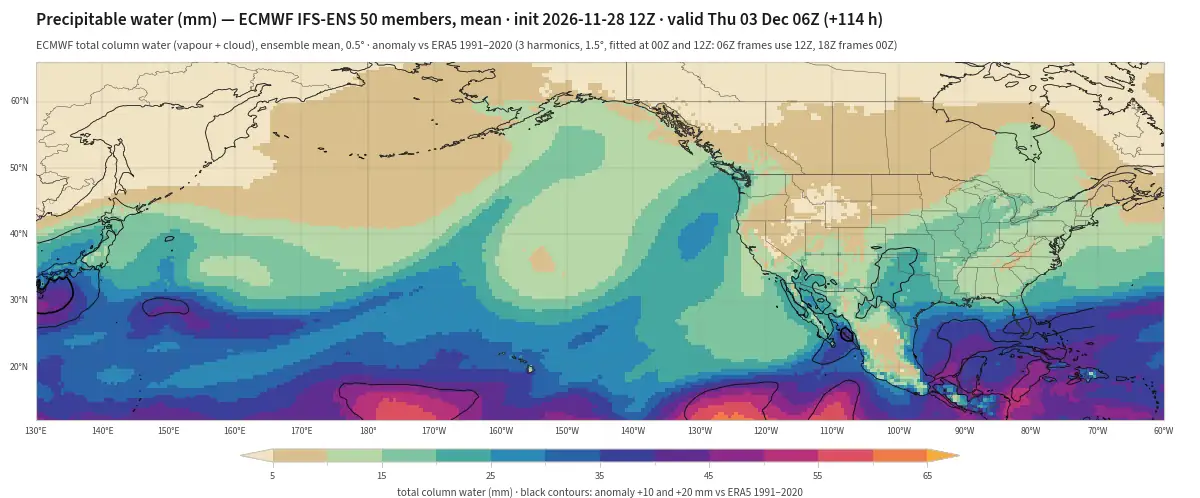 Precipitable water (mm) — ECMWF IFS-ENS 50 members, mean · init 2026-11-28 12Z · valid Thu 03 Dec 06Z (+114 h)
ECMWF total column water (vapour + cloud), ensemble mean, 0.5° · anomaly vs ERA5 1991–2020 (3 harmonics, 1.5°, fitted at 00Z and 12Z: 06Z frames use 12Z, 18Z frames 00Z)
60°N
50°N
40°N
30°N
20°N
130°E 140°E 150°E 160°E 170°E 180° 170°W 160°W 150°W 140°W 130°W 120°W 110°W 100°W 90°W 80°W 70°W 60°W
5 15 25 35 45 55 65
total column water (mm) · black contours: anomaly +10 and +20 mm vs ERA5 1991–2020